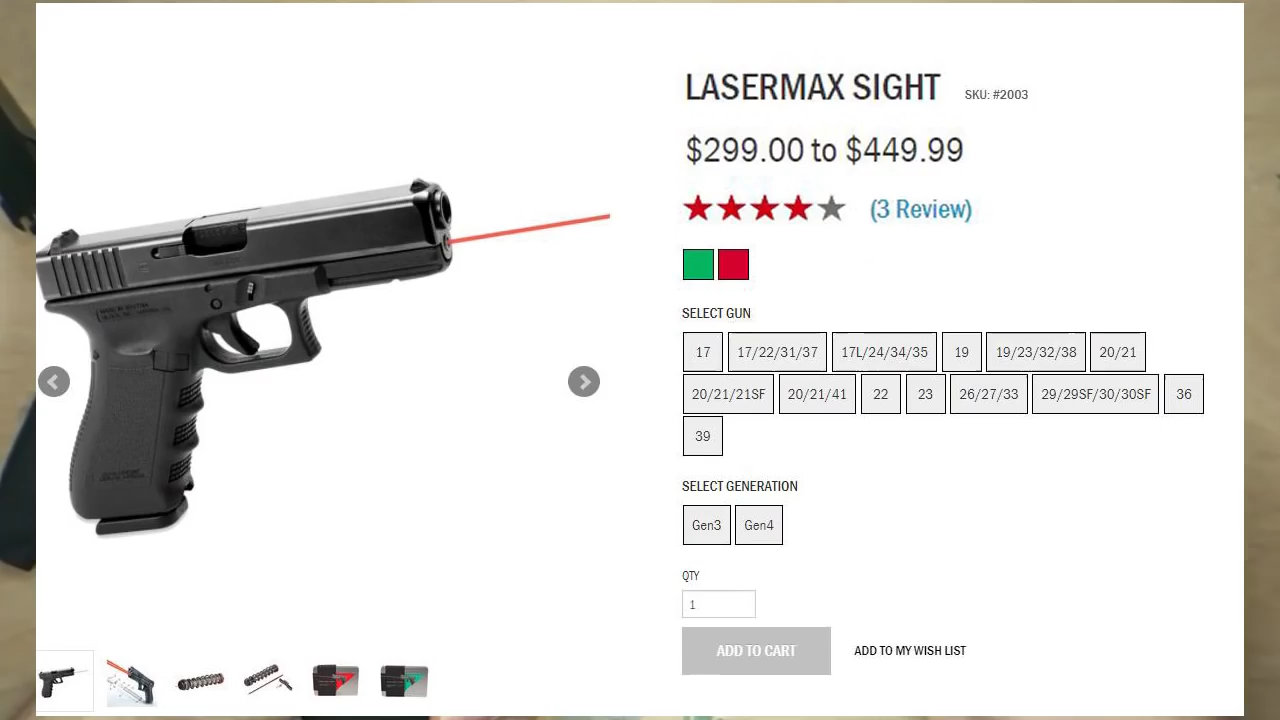 LASERMAX SIGHT SKU: #2003
$299.00 to $449.99
(3 Review)
SELECT GUN
17 17/22/31/37 17L/24/34/35 19 19/23/32/38 20/21
20/21/21SF 20/21/41 22 23 26/27/33 29/29SF/30/30SF 36
39
SELECT GENERATION
Gen3 Gen4
QTY
1
ADD TO CART ADD TO MY WISH LIST